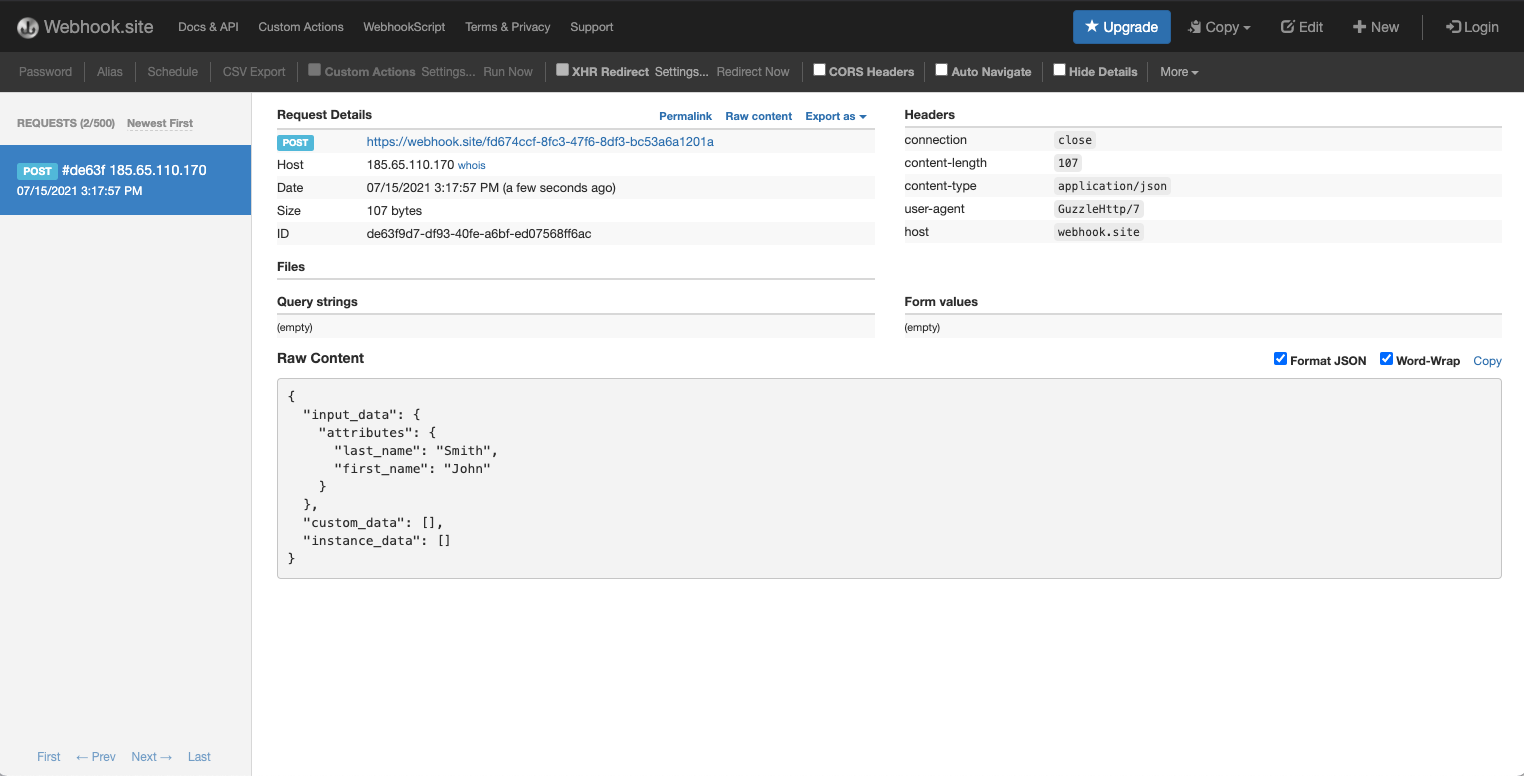 Webhook.site Docs & API Custom Actions WebhookScript Terms & Privacy Support Upgrade Copy Edit New Login
Password Alias Schedule CSV Export Custom Actions Settings... Run Now XHR Redirect Settings... Redirect Now CORS Headers Auto Navigate Hide Details More
REQUESTS (2/500) Newest First
POST #de63f 185.65.110.170
07/15/2021 3:17:57 PM
First ← Prev Next → Last
Request Details Permalink Raw content Export as
POST https://webhook.site/fd674ccf-8fc3-47f6-8df3-bc53a6a1201a
Host 185.65.110.170 whois
Date 07/15/2021 3:17:57 PM (a few seconds ago)
Size 107 bytes
ID de63f9d7-df93-40fe-a6bf-ed07568ff6ac
Headers
connection close
content-length 107
content-type application/json
user-agent GuzzleHttp/7
host webhook.site
Files
Query strings
(empty)
Form values
(empty)
Raw Content Format JSON Word-Wrap Copy
{
  "input_data": {
    "attributes": {
      "last_name": "Smith",
      "first_name": "John"
    }
  },
  "custom_data": [],
  "instance_data": []
}